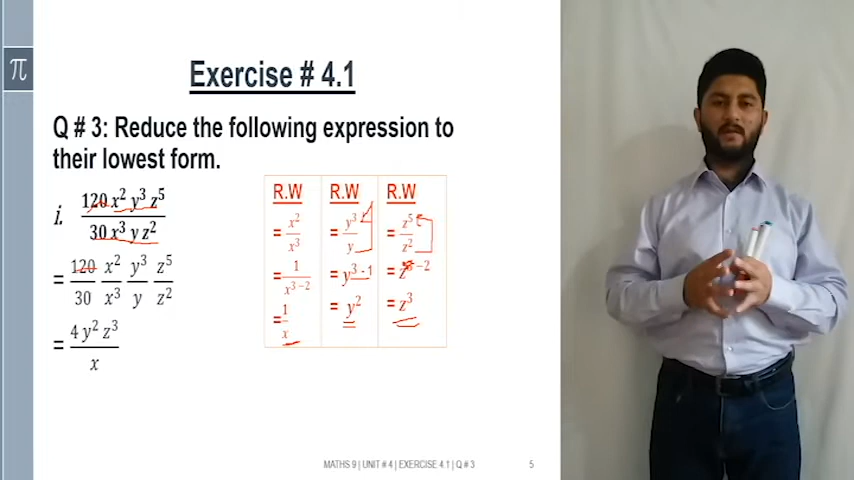 π
Exercise # 4.1
Q # 3: Reduce the following expression to
their lowest form.
i. 120 x² y³ z⁵ / 30 x³ y z²
= 120/30 x²/x³ y³/y z⁵/z²
= 4 y² z³ / x
R.W
= x²/x³
= 1/x³⁻²
= 1/x
R.W
= y³/y
= y³⁻¹
= y²
R.W
= z⁵/z²
= z⁻²
= z³
MATHS 9 | UNIT # 4 | EXERCISE 4.1 | Q # 3
5